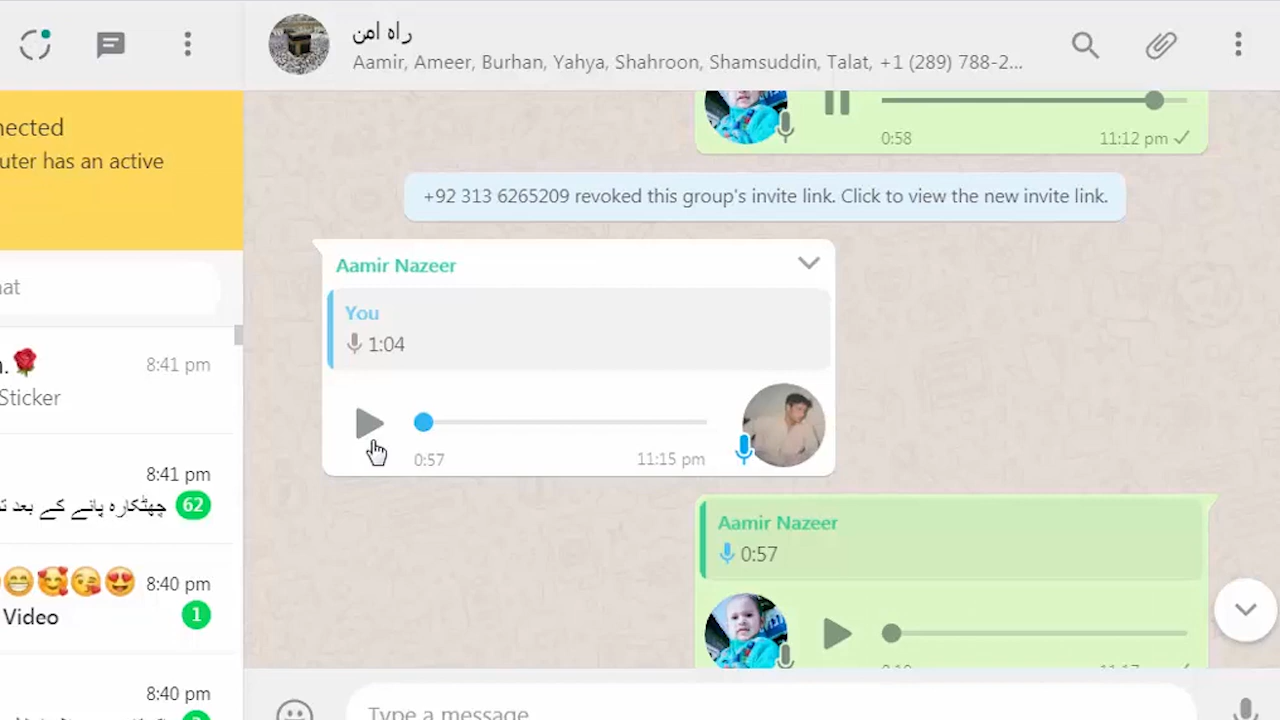 راہ امن
Aamir, Ameer, Burhan, Yahya, Shahroon, Shamsuddin, Talat, +1 (289) 788-2...
nected
uter has an active
at
.🌹
8:41 pm
Sticker
8:41 pm
چھٹکارہ پانے کے بعد
62
😁🥰😘😍 8:40 pm
Video
1
8:40 pm
0:58
11:12 pm
+92 313 6265209 revoked this group's invite link. Click to view the new invite link.
Aamir Nazeer
You
1:04
0:57
11:15 pm
Aamir Nazeer
0:57
Type a message